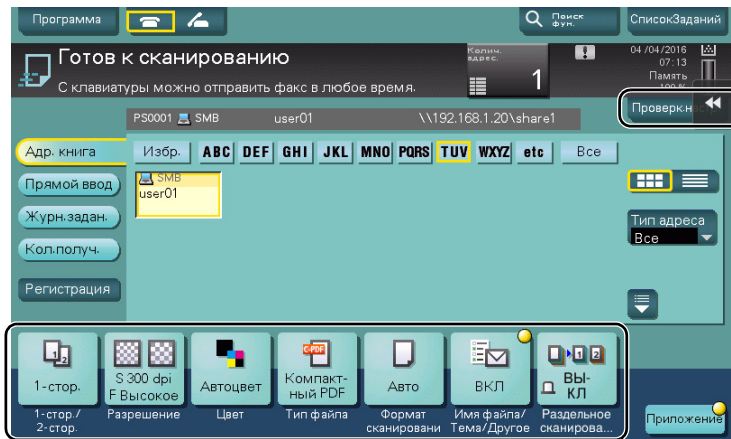 Программа
Поиск
фун.
СписокЗаданий
Готов к сканированию
С клавиатуры можно отправить факс в любое время.
Колич.
адрес.
1
04/04/2016
07:13
Память
100 %
Проверк.н
PS0001 SMB user01 \\192.168.1.20\share1
Адр. книга
Избр. ABC DEF GHI JKL MNO PQRS TUV WXYZ etc Все
SMB
user01
Прямой ввод
Журн.задан.
Кол.получ.
Регистрация
Тип адреса
Все
1-стор.
S 300 dpi
F Высокое
Автоцвет
C-PDF
Компакт-
ный PDF
Авто
ВКЛ
ВЫ-
КЛ
1-стор./
2-стор.
Разрешение
Цвет
Тип файла
Формат
сканировани
Имя файла/
Тема/Другое
Раздельное
сканирова...
Приложение